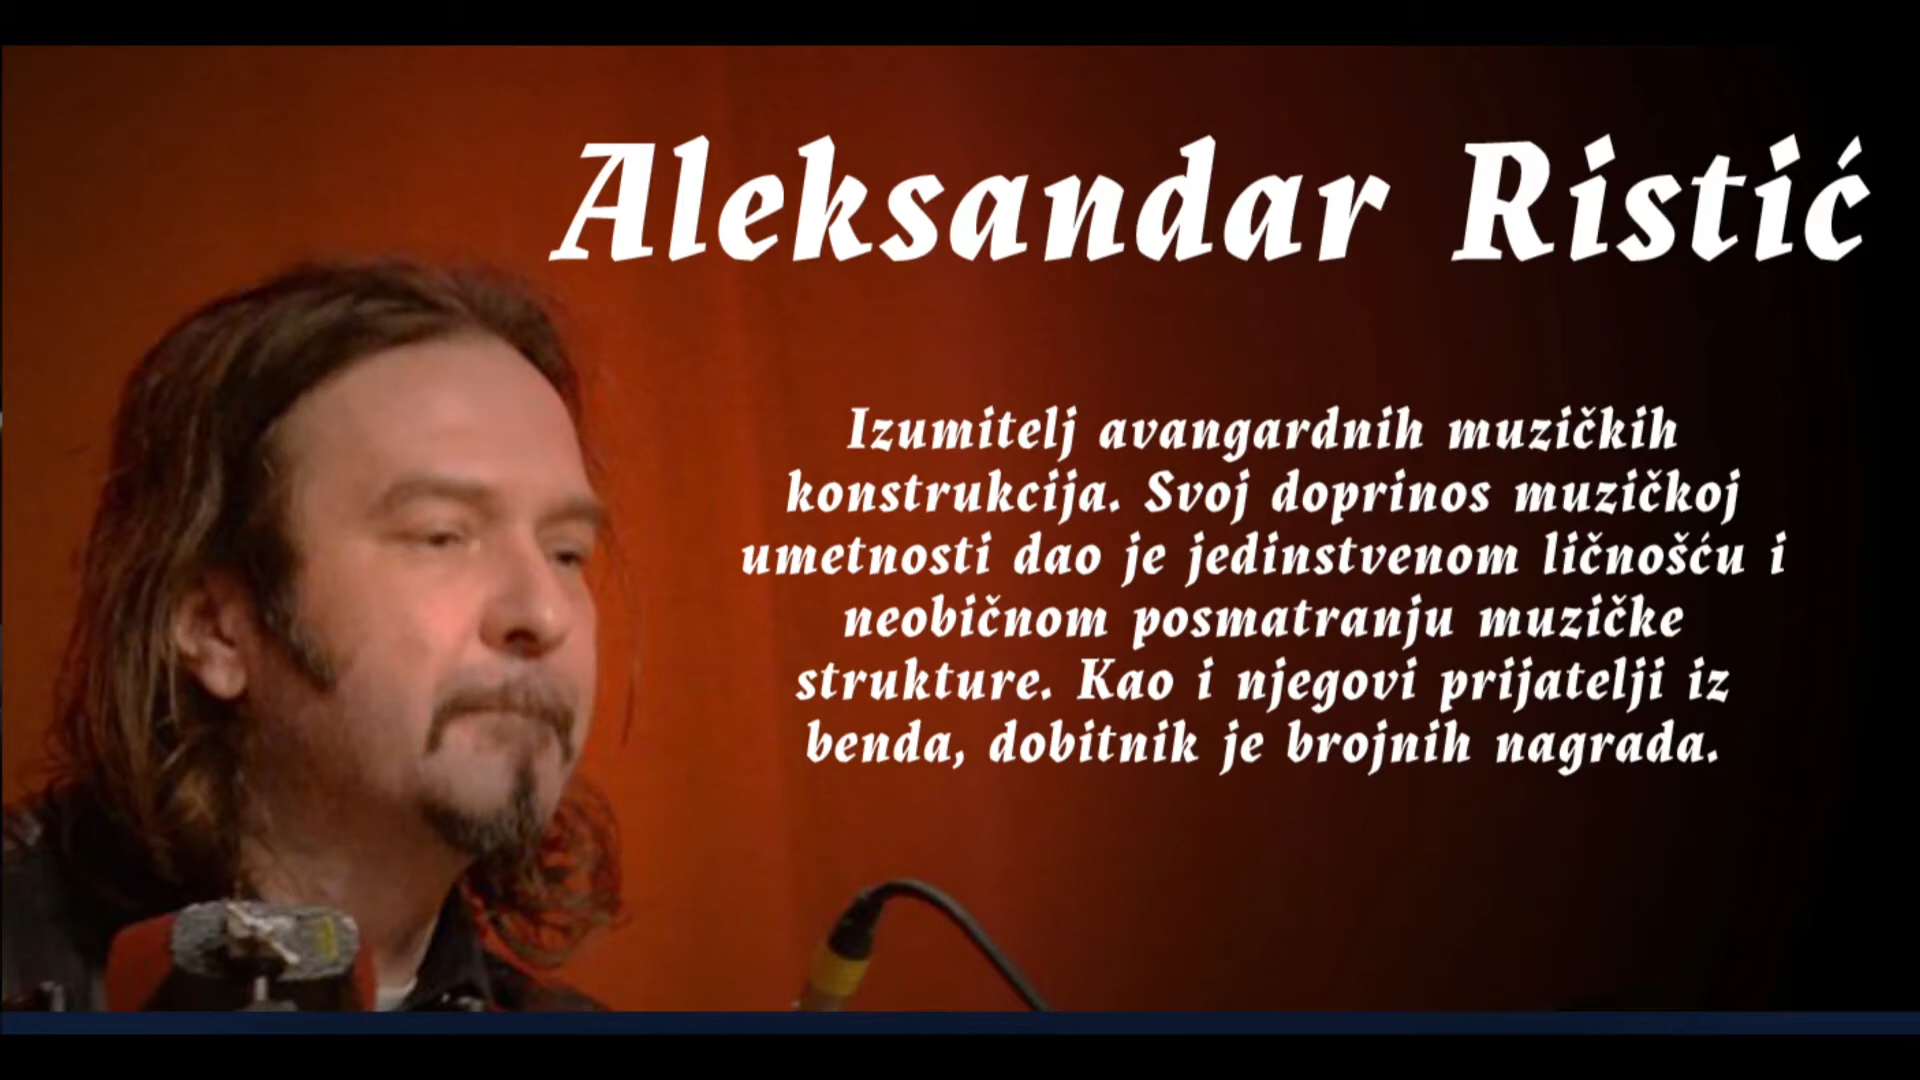 Aleksandar Ristić
Izumitelj avangardnih muzičkih
konstrukcija. Svoj doprinos muzičkoj
umetnosti dao je jedinstvenom ličnošću i
neobičnom posmatranju muzičke
strukture. Kao i njegovi prijatelji iz
benda, dobitnik je brojnih nagrada.